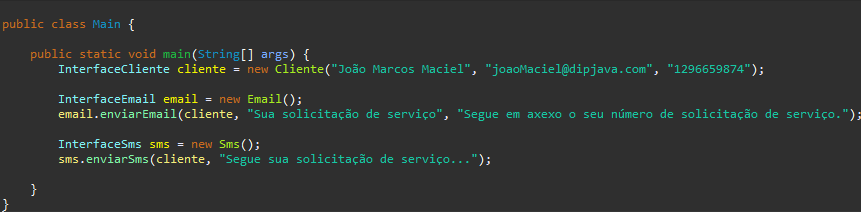 public class Main {
public static void main(String[] args) {
InterfaceCliente cliente = new Cliente("João Marcos Maciel", "joaoMaciel@dipjava.com", "1296659874");
InterfaceEmail email = new Email();
email.enviarEmail(cliente, "Sua solicitação de serviço", "Segue em axexo o seu número de solicitação de serviço.");
InterfaceSms sms = new Sms();
sms.enviarSms(cliente, "Segue sua solicitação de serviço...");
}
}